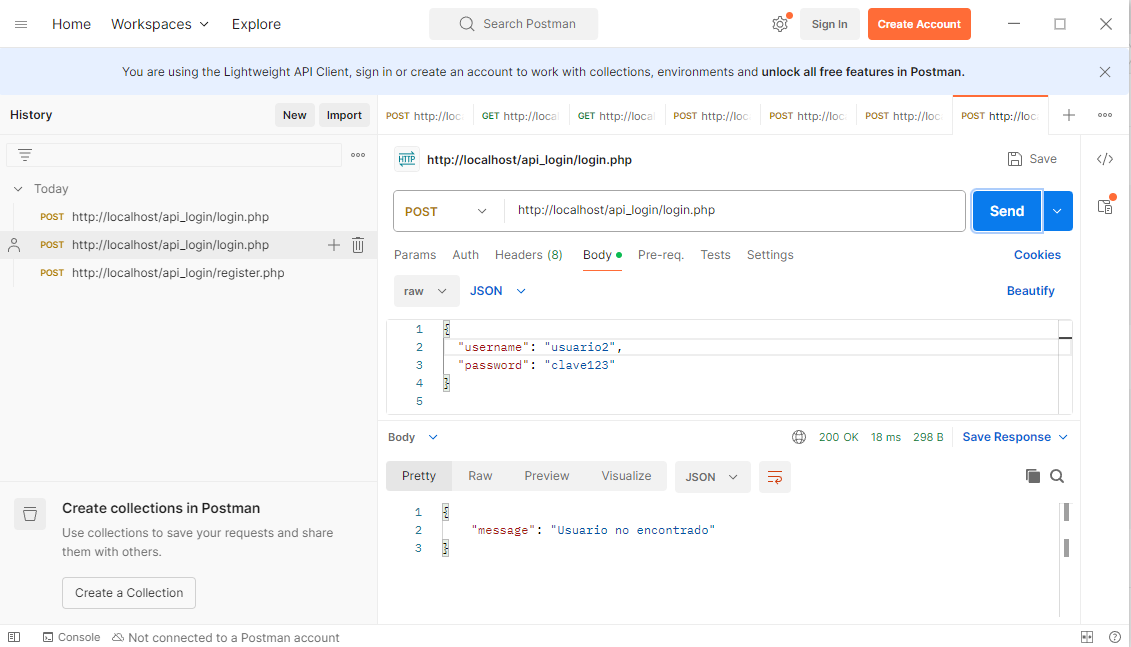 Home Workspaces Explore Search Postman Sign In Create Account
You are using the Lightweight API Client, sign in or create an account to work with collections, environments and unlock all free features in Postman.
History New Import
Today
POST http://localhost/api_login/login.php
POST http://localhost/api_login/login.php
POST http://localhost/api_login/register.php
Create collections in Postman
Use collections to save your requests and share
them with others.
Create a Collection
POST http://loc GET http://local GET http://local POST http://loc POST http://loc POST http://loc POST http://loc
HTTP http://localhost/api_login/login.php Save
POST http://localhost/api_login/login.php Send
Params Auth Headers (8) Body Pre-req. Tests Settings Cookies
raw JSON Beautify
1 {
2 "username": "usuario2",
3 "password": "clave123"
4 }
5
Body 200 OK 18 ms 298 B Save Response
Pretty Raw Preview Visualize JSON
1 {
2 "message": "Usuario no encontrado"
3 }
Console Not connected to a Postman account